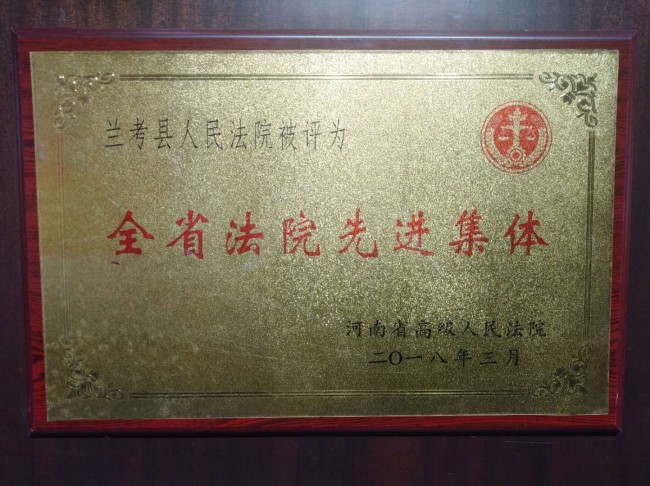 兰考县人民法院被评为
全省法院先进集体
河南省高级人民法院
二〇一八年三月